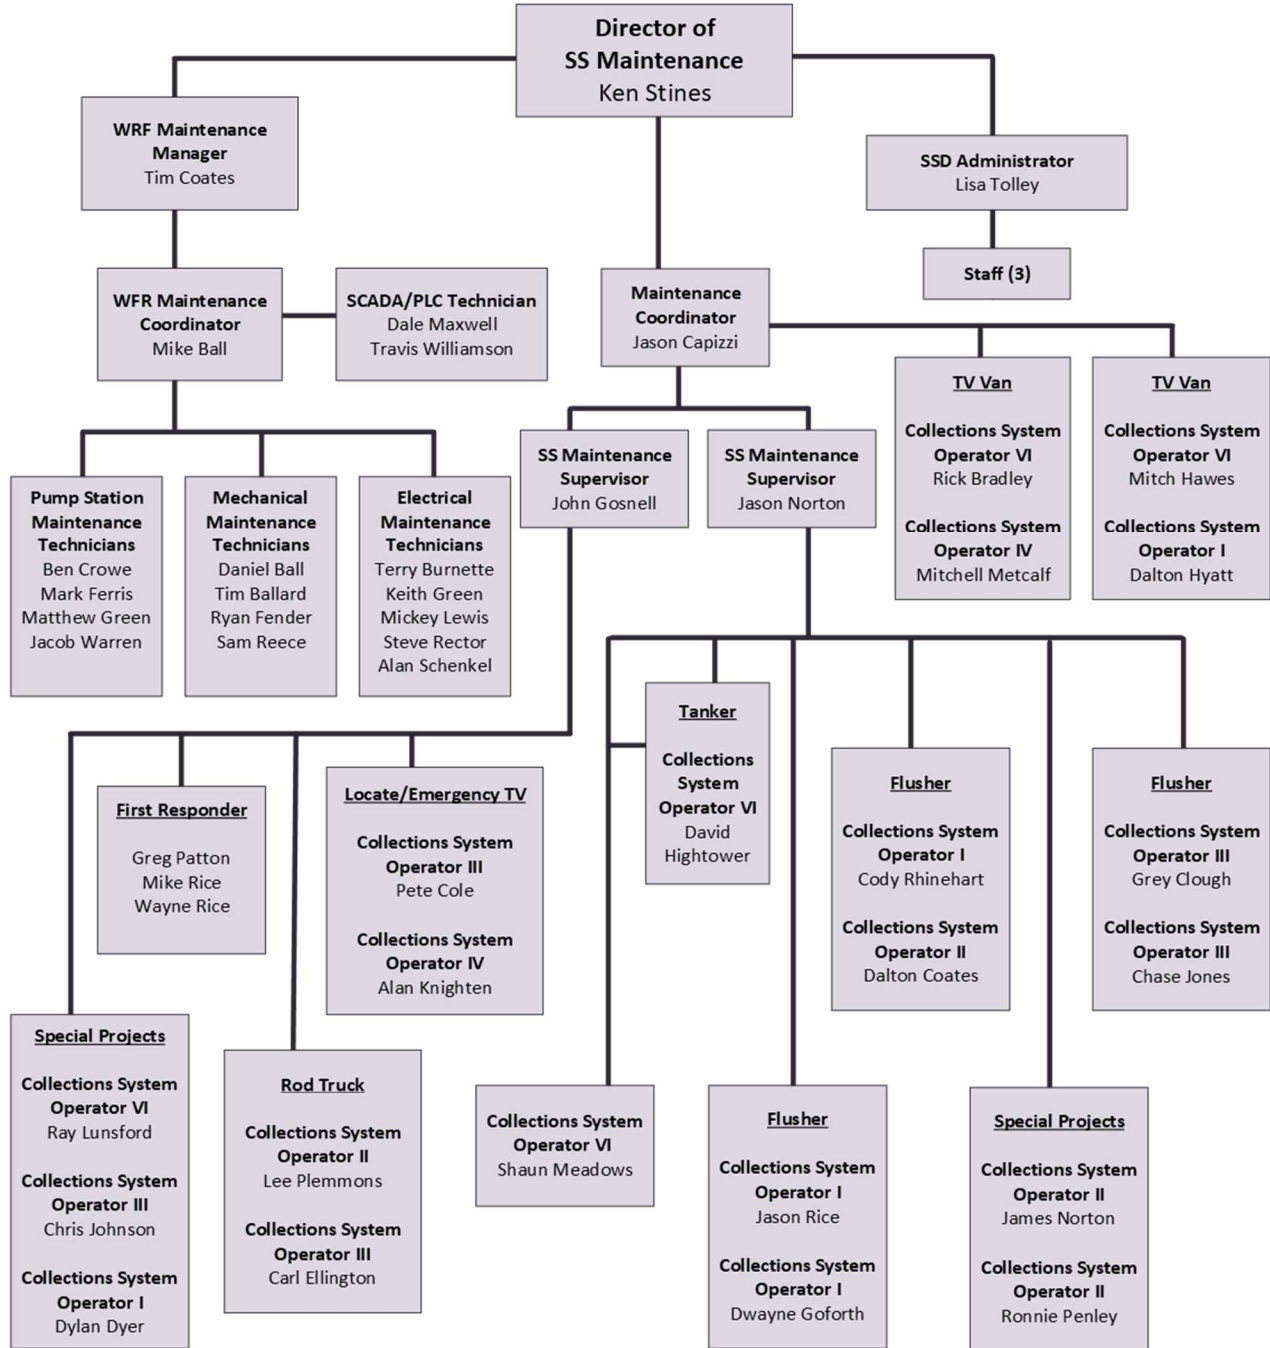 Director of
SS Maintenance
Ken Stines
WRF Maintenance
Manager
Tim Coates
SSD Administrator
Lisa Tolley
Staff (3)
WFR Maintenance
Coordinator
Mike Ball
SCADA/PLC Technician
Dale Maxwell
Travis Williamson
Maintenance
Coordinator
Jason Capizzi
TV Van
Collections System
Operator VI
Rick Bradley
Collections System
Operator IV
Mitchell Metcalf
TV Van
Collections System
Operator VI
Mitch Hawes
Collections System
Operator I
Dalton Hyatt
Pump Station
Maintenance
Technicians
Ben Crowe
Mark Ferris
Matthew Green
Jacob Warren
Mechanical
Maintenance
Technicians
Daniel Ball
Tim Ballard
Ryan Fender
Sam Reece
Electrical
Maintenance
Technicians
Terry Burnette
Keith Green
Mickey Lewis
Steve Rector
Alan Schenkel
SS Maintenance
Supervisor
John Gosnell
SS Maintenance
Supervisor
Jason Norton
First Responder
Greg Patton
Mike Rice
Wayne Rice
Locate/Emergency TV
Collections System
Operator III
Pete Cole
Collections System
Operator IV
Alan Knighten
Tanker
Collections
System
Operator VI
David
Hightower
Flusher
Collections System
Operator I
Cody Rhinehart
Collections System
Operator II
Dalton Coates
Flusher
Collections System
Operator III
Grey Clough
Collections System
Operator III
Chase Jones
Special Projects
Collections System
Operator VI
Ray Lunsford
Collections System
Operator III
Chris Johnson
Collections System
Operator I
Dylan Dyer
Rod Truck
Collections System
Operator II
Lee Plemmons
Collections System
Operator III
Carl Ellington
Collections System
Operator VI
Shaun Meadows
Flusher
Collections System
Operator I
Jason Rice
Collections System
Operator I
Dwayne Goforth
Special Projects
Collections System
Operator II
James Norton
Collections System
Operator II
Ronnie Penley